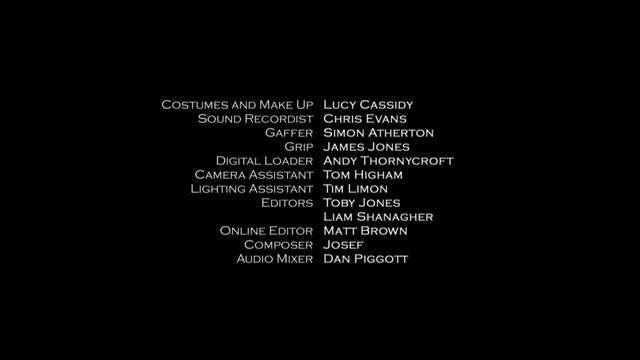 Costumes and Make Up Lucy Cassidy
Sound Recordist Chris Evans
Gaffer Simon Atherton
Grip James Jones
Digital Loader Andy Thornycroft
Camera Assistant Tom Higham
Lighting Assistant Tim Limon
Editors Toby Jones
Liam Shanagher
Online Editor Matt Brown
Composer Josef
Audio Mixer Dan Piggott